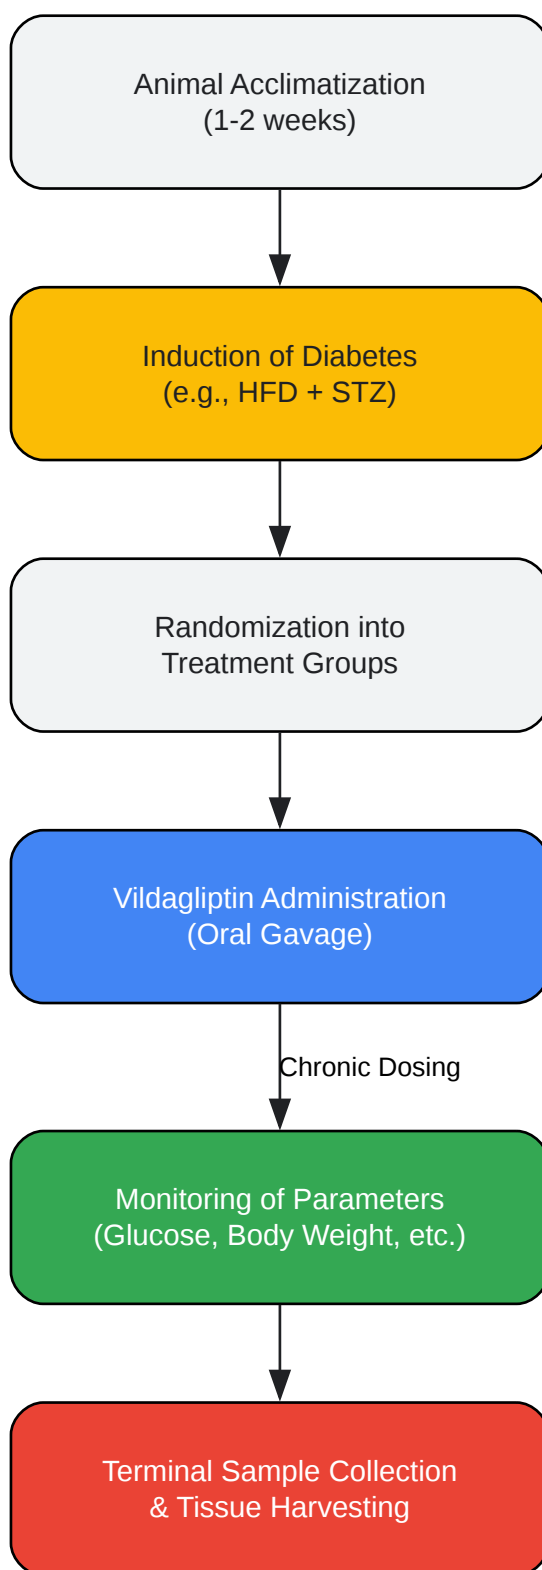 Animal Acclimatization
(1-2 weeks)
Induction of Diabetes
(e.g., HFD + STZ)
Randomization into
Treatment Groups
Vildagliptin Administration
(Oral Gavage)
Chronic Dosing
Monitoring of Parameters
(Glucose, Body Weight, etc.)
Terminal Sample Collection
& Tissue Harvesting